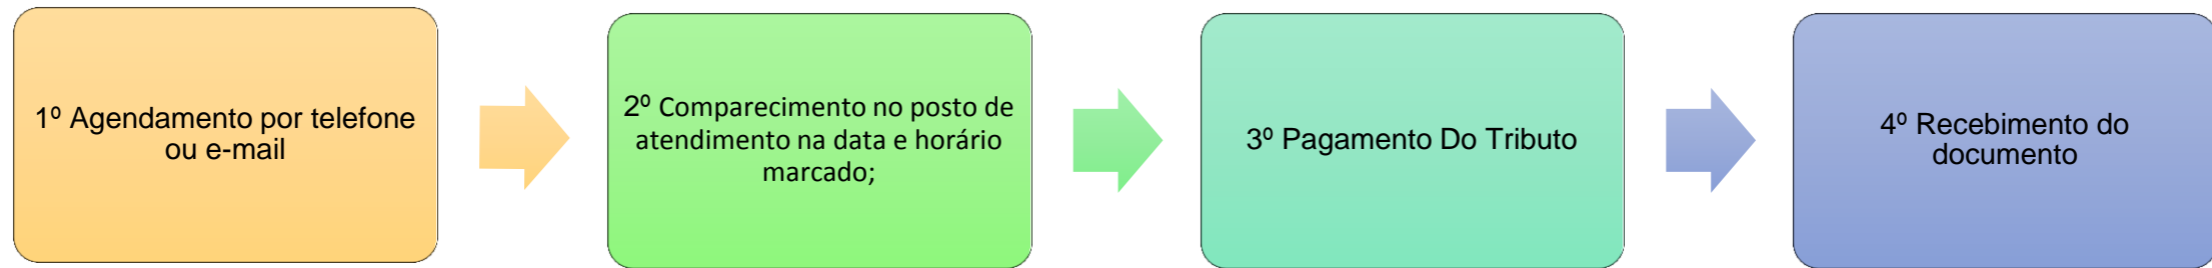 1º Agendamento por telefone
ou e-mail
2º Comparecimento no posto de
atendimento na data e horário
marcado;
3º Pagamento Do Tributo
4º Recebimento do
documento